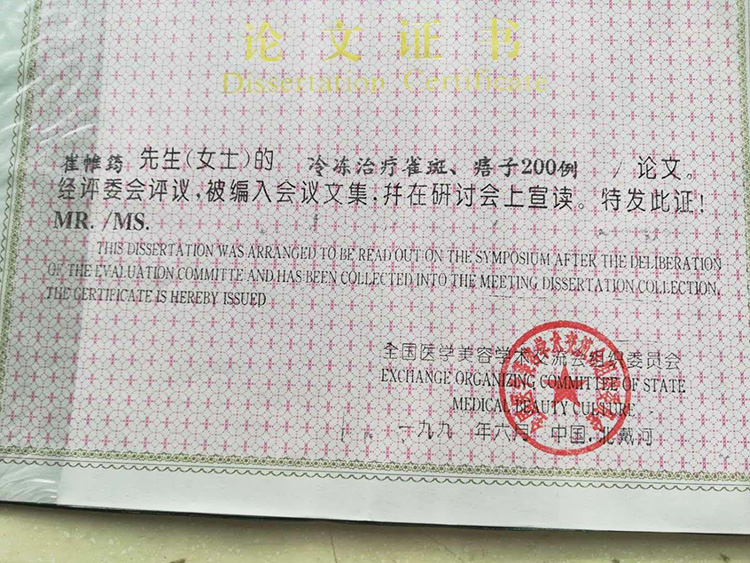 论文证书
Dissertation Certificate
先生(女士)的 冷冻治疗雀斑、痦子200例 / 论文。
经评委会评议,被编入会议文集,并在研讨会上宣读。特发此证!
MR. /MS.
THIS DISSERTATION WAS ARRANGED TO BE READ OUT ON THE SYMPOSIUM AFTER THE DELIBERATION
OF THE EVALUATION COMMITTE AND HAS BEEN COLLECTED INTO THE MEETING DISSERTATION COLLECTION,
THE CERTIFICATE IS HEREBY ISSUED
全国医学美容学术交流会组织委员会
EXCHANGE ORGANIZING COMMITTEE OF STATE
MEDICAL BEAUTY CULTURE
一九九 年六月 中国.北戴河